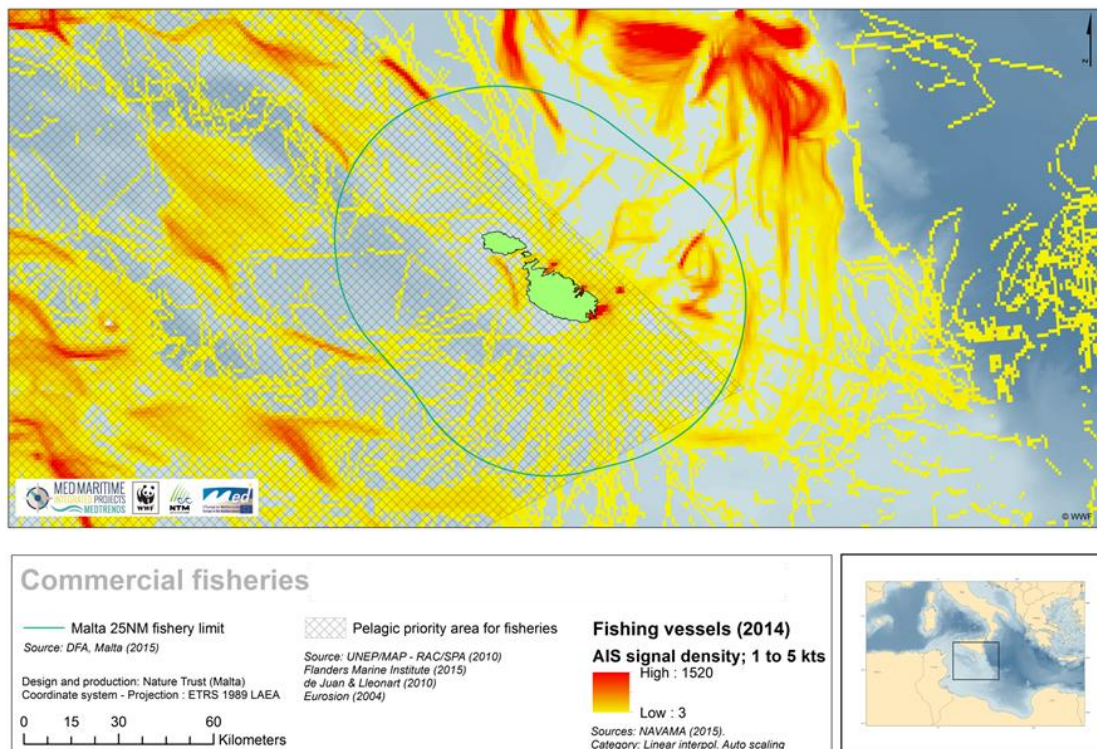 N
MED MARITIME
INTEGRATED PROJECTS
MEDTRENDS
WWF
NTM
Med
© WWF
Commercial fisheries
Malta 25NM fishery limit
Source: DFA, Malta (2015)
Design and production: Nature Trust (Malta)
Coordinate system - Projection : ETRS 1989 LAEA
0 15 30 60
Kilometers
Pelagic priority area for fisheries
Source: UNEP/MAP - RAC/SPA (2010)
Flanders Marine Institute (2015)
de Juan & Lleonart (2010)
Eurosion (2004)
Fishing vessels (2014)
AIS signal density; 1 to 5 kts
High : 1520
Low : 3
Sources: NAVAMA (2015).
Category: Linear interpol. Auto scaling